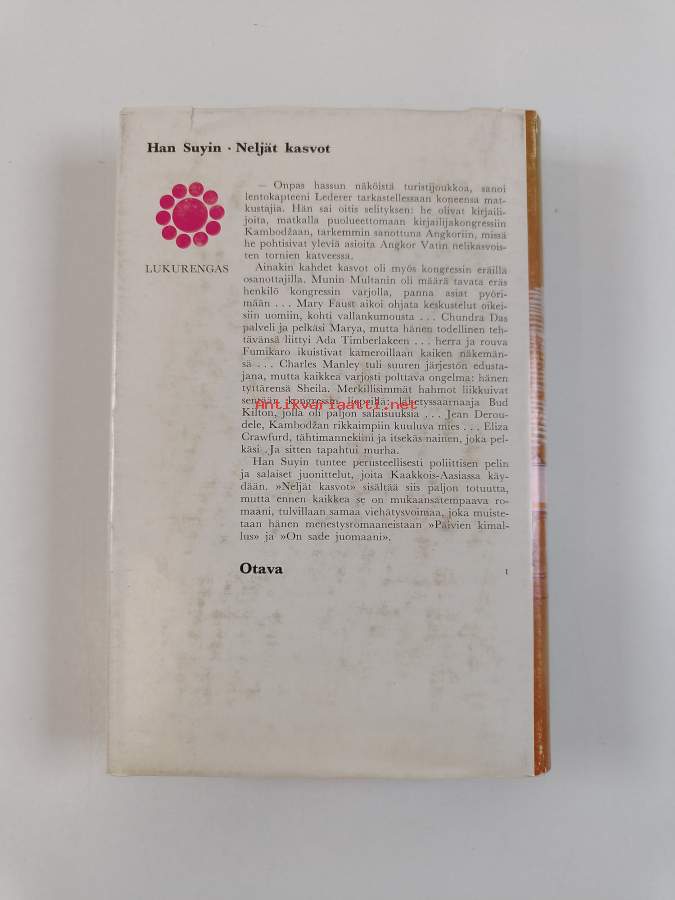 Han Suyin · Neljät kasvot
LUKURENGAS
— Onpas hassun näköistä turistijoukkoa, sanoi
lentokapteeni Lederer tarkastellessaan koneensa mat-
kustajia. Hän sai oitis selityksen: he olivat kirjaili-
joita, matkalla puolueettomaan kirjailijakongressiin
Kambodžaan, tarkemmin sanottuna Angkoriin, missä
he pohtisivat yleviä asioita Angkor Vatin nelikasvois-
ten tornien katveessa.
Ainakin kahdet kasvot oli myös kongressin eräillä
osanottajilla. Munin Multanin oli määrä tavata eräs
henkilö kongressin varjolla, panna asiat pyöri-
mään . . . Mary Faust aikoi ohjata keskustelut oikei-
siin uomiin, kohti vallankumousta . . . Chundra Das
palveli ja pelkäsi Marya, mutta hänen todellinen teh-
tävänsä liittyi Ada Timberlakeen . . . herra ja rouva
Fumikaro ikuistivat kameroillaan kaiken näkemän-
sä . . . Charles Manley tuli suuren järjestön edusta-
jana, mutta kaikkea varjosti polttava ongelma: hänen
tyttärensä Sheila. Merkillisimmät hahmot liikkuivat
sentään kongressin liepeillä: lähetyssaarnaaja Bud
Kilton, jolla oli paljon salaisuuksia . . . Jean Derou-
dele, Kambodžan rikkaimpiin kuuluva mies . . . Eliza
Crawfurd, tähtimannekiini ja itsekäs nainen, joka pel-
käsi. Ja sitten tapahtui murha.
Han Suyin tuntee perusteellisesti poliittisen pelin
ja salaiset juonittelut, joita Kaakkois-Aasiassa käy-
dään. »Neljät kasvot» sisältää siis paljon totuutta,
mutta ennen kaikkea se on mukaansatempaava ro-
maani, tulvillaan samaa viehätysvoimaa, joka muiste-
taan hänen menestysromaaneistaan »Päivien kimal-
lus» ja »On sade juomaani».
Otava
1
Antikvariaatti.net